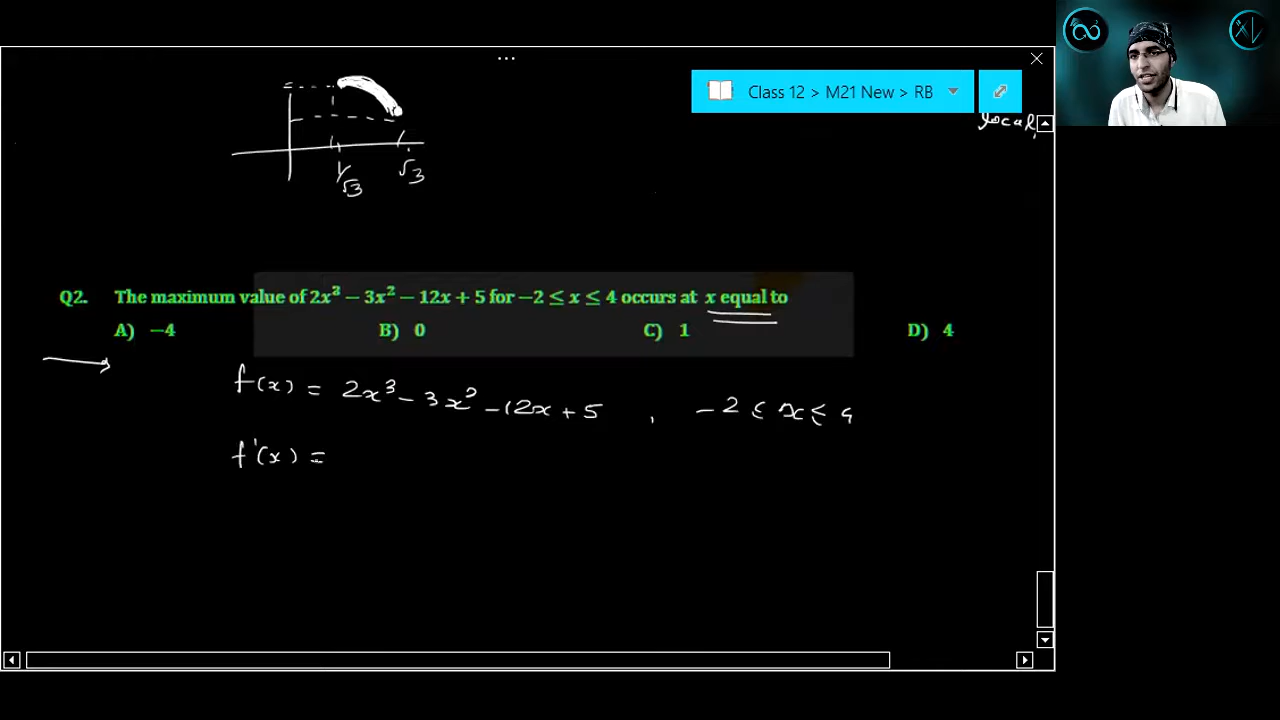 Class 12 > M21 New > RB
local,
1/√3
√3
Q2. The maximum value of 2x³ − 3x² − 12x + 5 for −2 ≤ x ≤ 4 occurs at x equal to
A) −4 B) 0 C) 1 D) 4
f(x) = 2x³ − 3x² − 12x + 5 , −2 ≤ x ≤ 4
f'(x) =